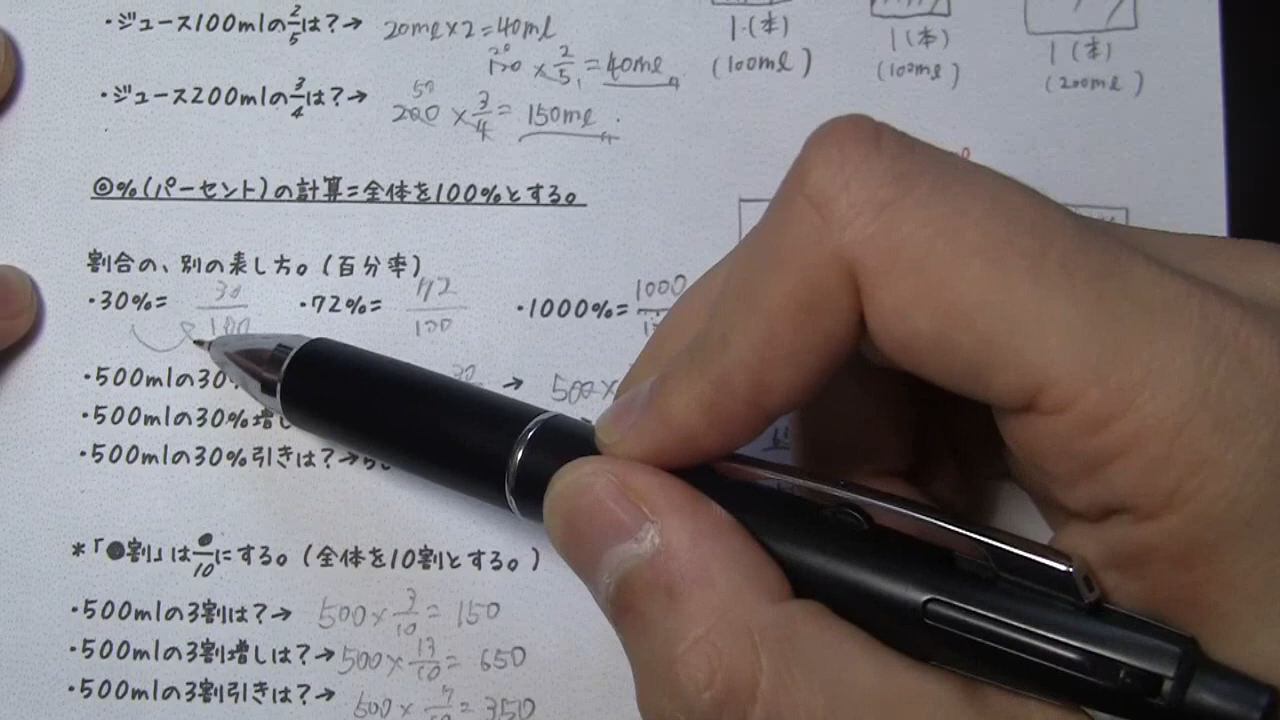 ・ジュース100mlの2/5は?→ 20ml×2=40ml
100 20 × 2/5 = 40ml
・ジュース200mlの3/4は?→ 200 50 × 3/4 = 150ml
1(本) 1(本) 1(本)
(100ml) (100ml) (200ml)
◎%(パーセント)の計算=全体を100%とする。
割合の、別の表し方。(百分率)
・30%= 30/100 ・72%= 72/100 ・1000%= 1000
・500mlの30 30 → 500×
・500mlの30%増し
・500mlの30%引きは?→50
*「●割」は●/10にする。(全体を10割とする。)
・500mlの3割は?→ 500×3/10=150
・500mlの3割増しは?→500×13/10=650
・500mlの3割引きは?→ 500×7/10=350